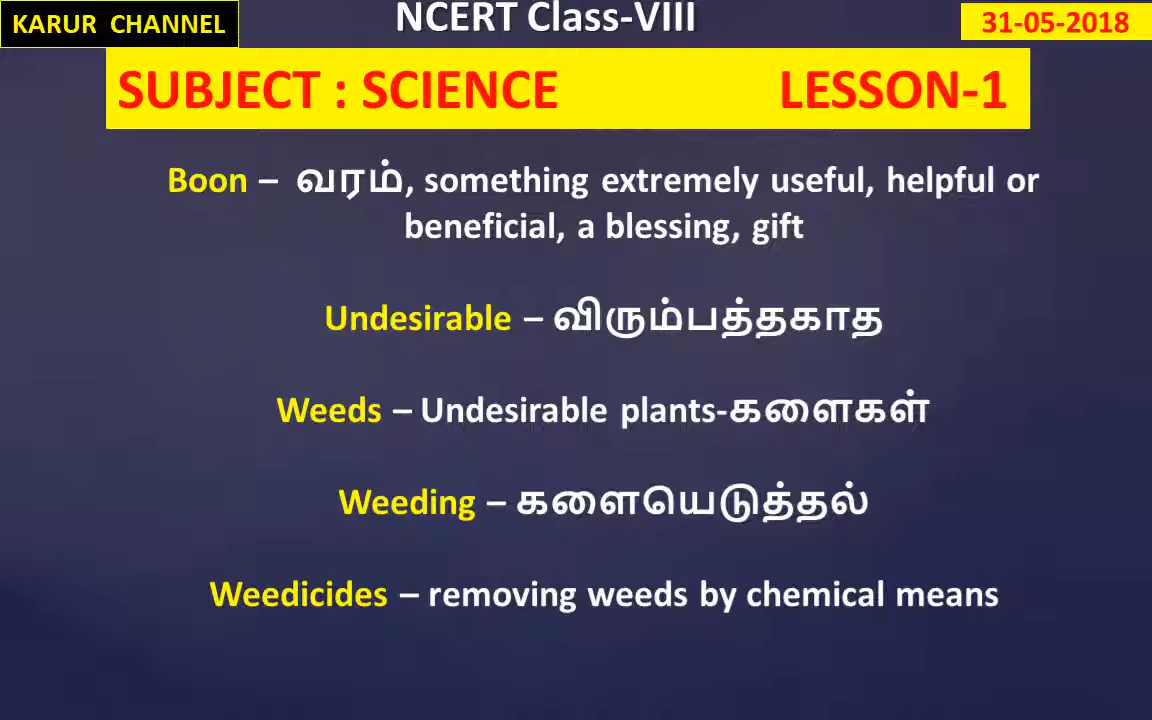 KARUR CHANNEL
NCERT Class-VIII
31-05-2018
SUBJECT : SCIENCE LESSON-1
Boon – வரம், something extremely useful, helpful or
beneficial, a blessing, gift
Undesirable – விரும்பத்தகாத
Weeds – Undesirable plants-களைகள்
Weeding – களையெடுத்தல்
Weedicides – removing weeds by chemical means